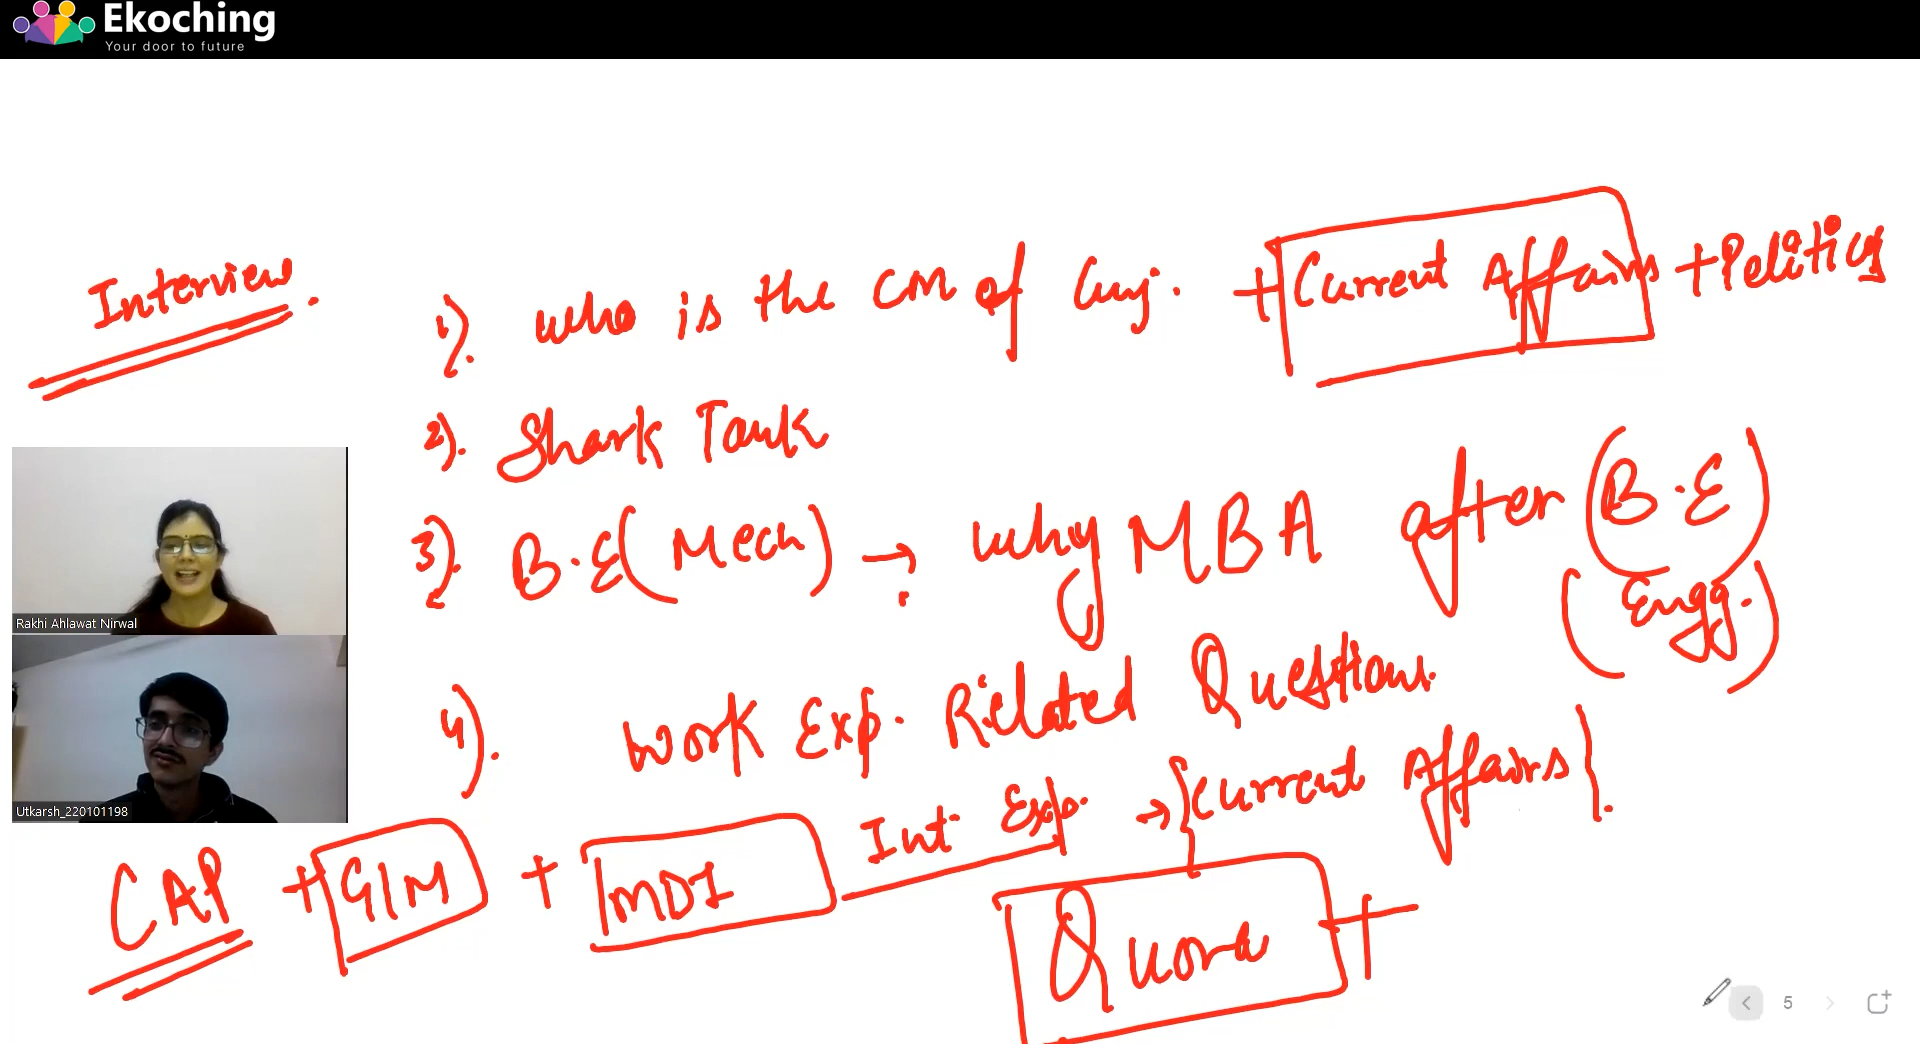 Ekoching
Your door to future
Interview.
1). who is the CM of Guj. + Current Affairs + Politics
2). Shark Tank
3). B.E (Mech) → why MBA after (B.E)
(Engg.)
4). Work Exp. Related Questions.
Rakhi Ahlawat Nirwal
Utkarsh_220101198
CAP + GIM + MDI Int. Exp. → {Current Affairs}.
Quora +
5